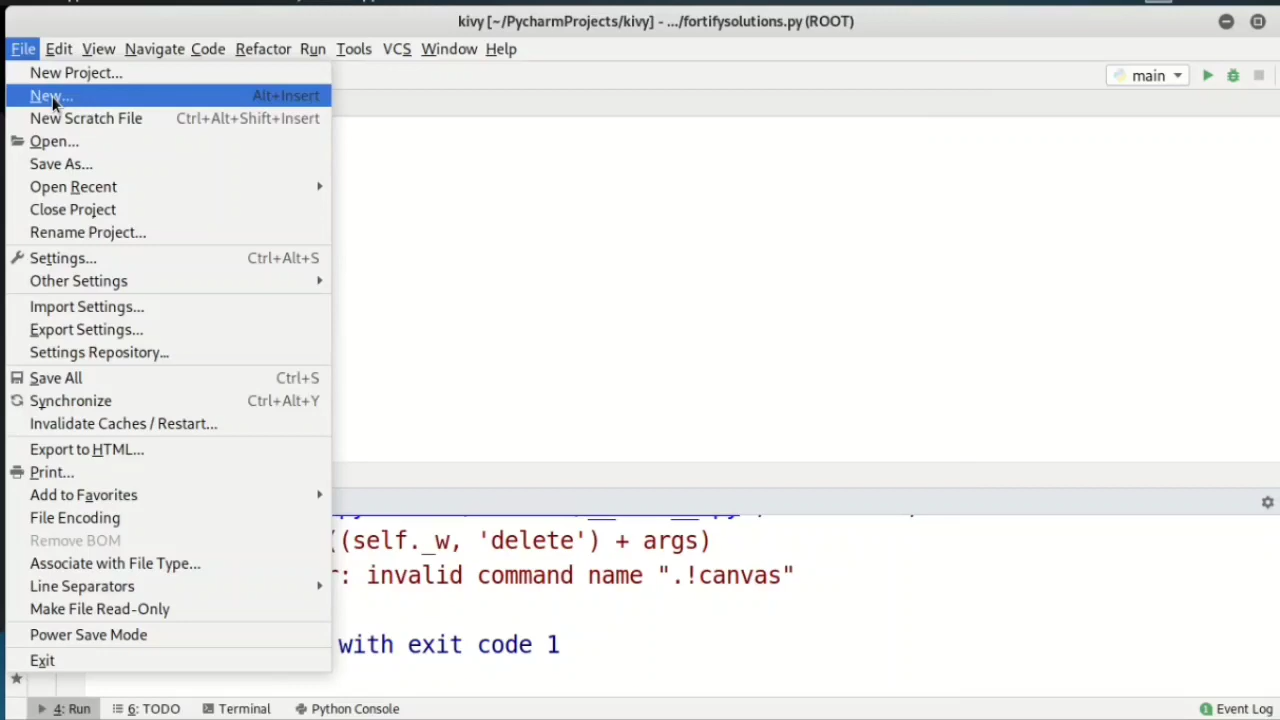 kivy [~/PycharmProjects/kivy] - .../fortifysolutions.py (ROOT)
File Edit View Navigate Code Refactor Run Tools VCS Window Help
main
New Project...
New... Alt+Insert
New Scratch File Ctrl+Alt+Shift+Insert
Open...
Save As...
Open Recent
Close Project
Rename Project...
Settings... Ctrl+Alt+S
Other Settings
Import Settings...
Export Settings...
Settings Repository...
Save All Ctrl+S
Synchronize Ctrl+Alt+Y
Invalidate Caches / Restart...
Export to HTML...
Print...
Add to Favorites
File Encoding
Remove BOM
Associate with File Type...
Line Separators
Make File Read-Only
Power Save Mode
Exit
((self._w, 'delete') + args)
r: invalid command name ".!canvas"
with exit code 1
4: Run 6: TODO Terminal Python Console 1 Event Log